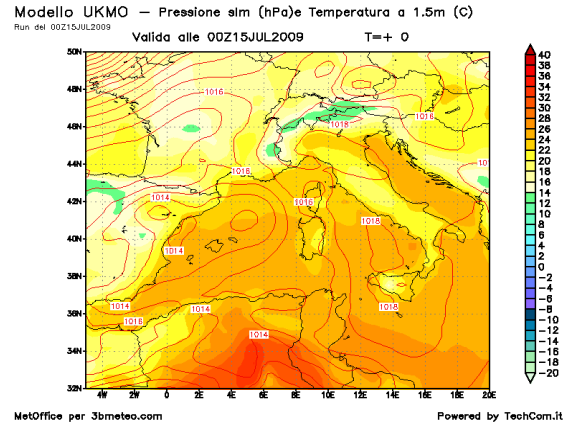 Modello UKMO — Pressione slm (hPa)e Temperatura a 1.5m (C)
Run del 00Z15JUL2009
Valida alle 00Z15JUL2009 T=+ 0
50N
48N
46N
44N
42N
40N
38N
36N
34N
32N
4W 2W 0 2E 4E 6E 8E 10E 12E 14E 16E 18E 20E
1016
1016
1018
1018
1014
1016
1018
1014
1014
1014
1016
1018
1014
40
38
36
34
32
30
28
26
24
22
20
18
16
14
12
10
8
6
4
2
0
-2
-4
-6
-8
-10
-12
-14
-16
-18
-20
MetOffice per 3bmeteo.com Powered by TechCom.it